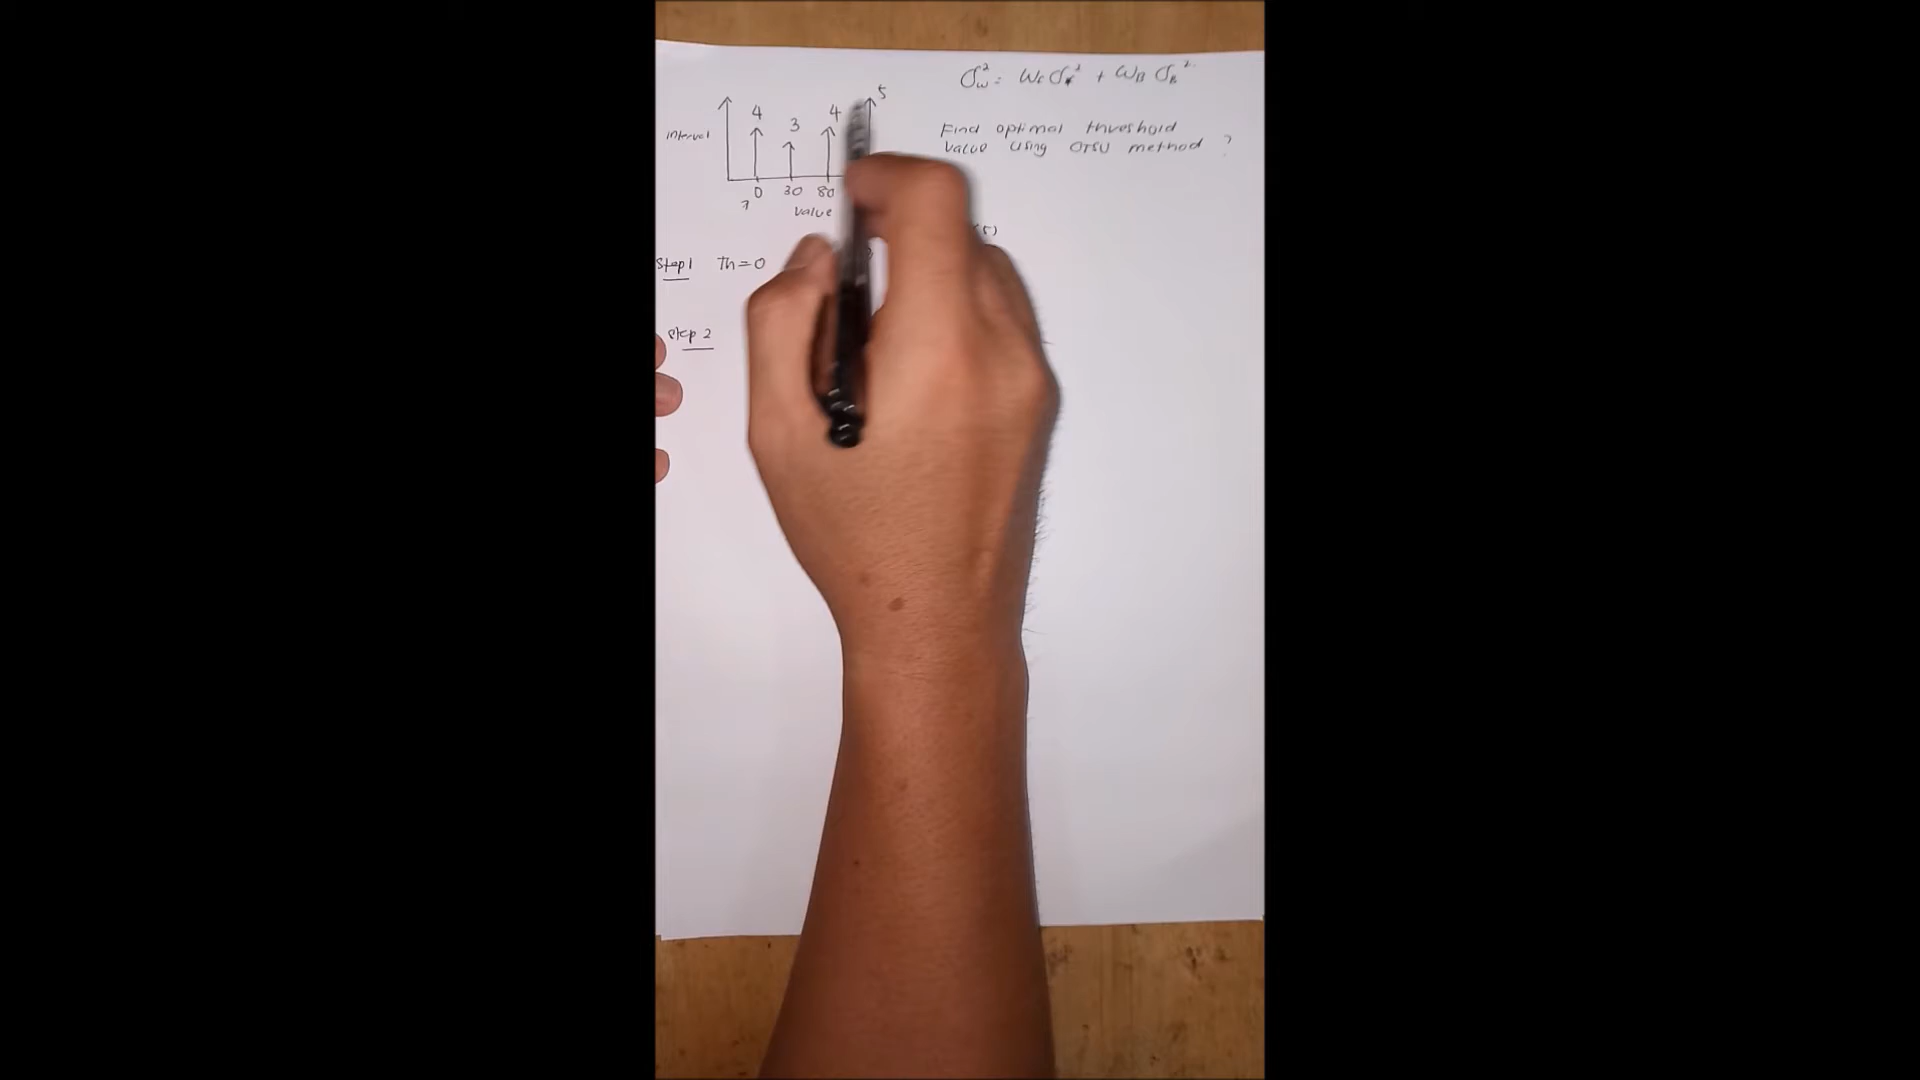 σw² = wf σf² + wB σB²
5
4 3 4
interval
Find optimal threshold
value using OTSU method ?
0 30 80
value
5)
Step1 Th=0
Step 2